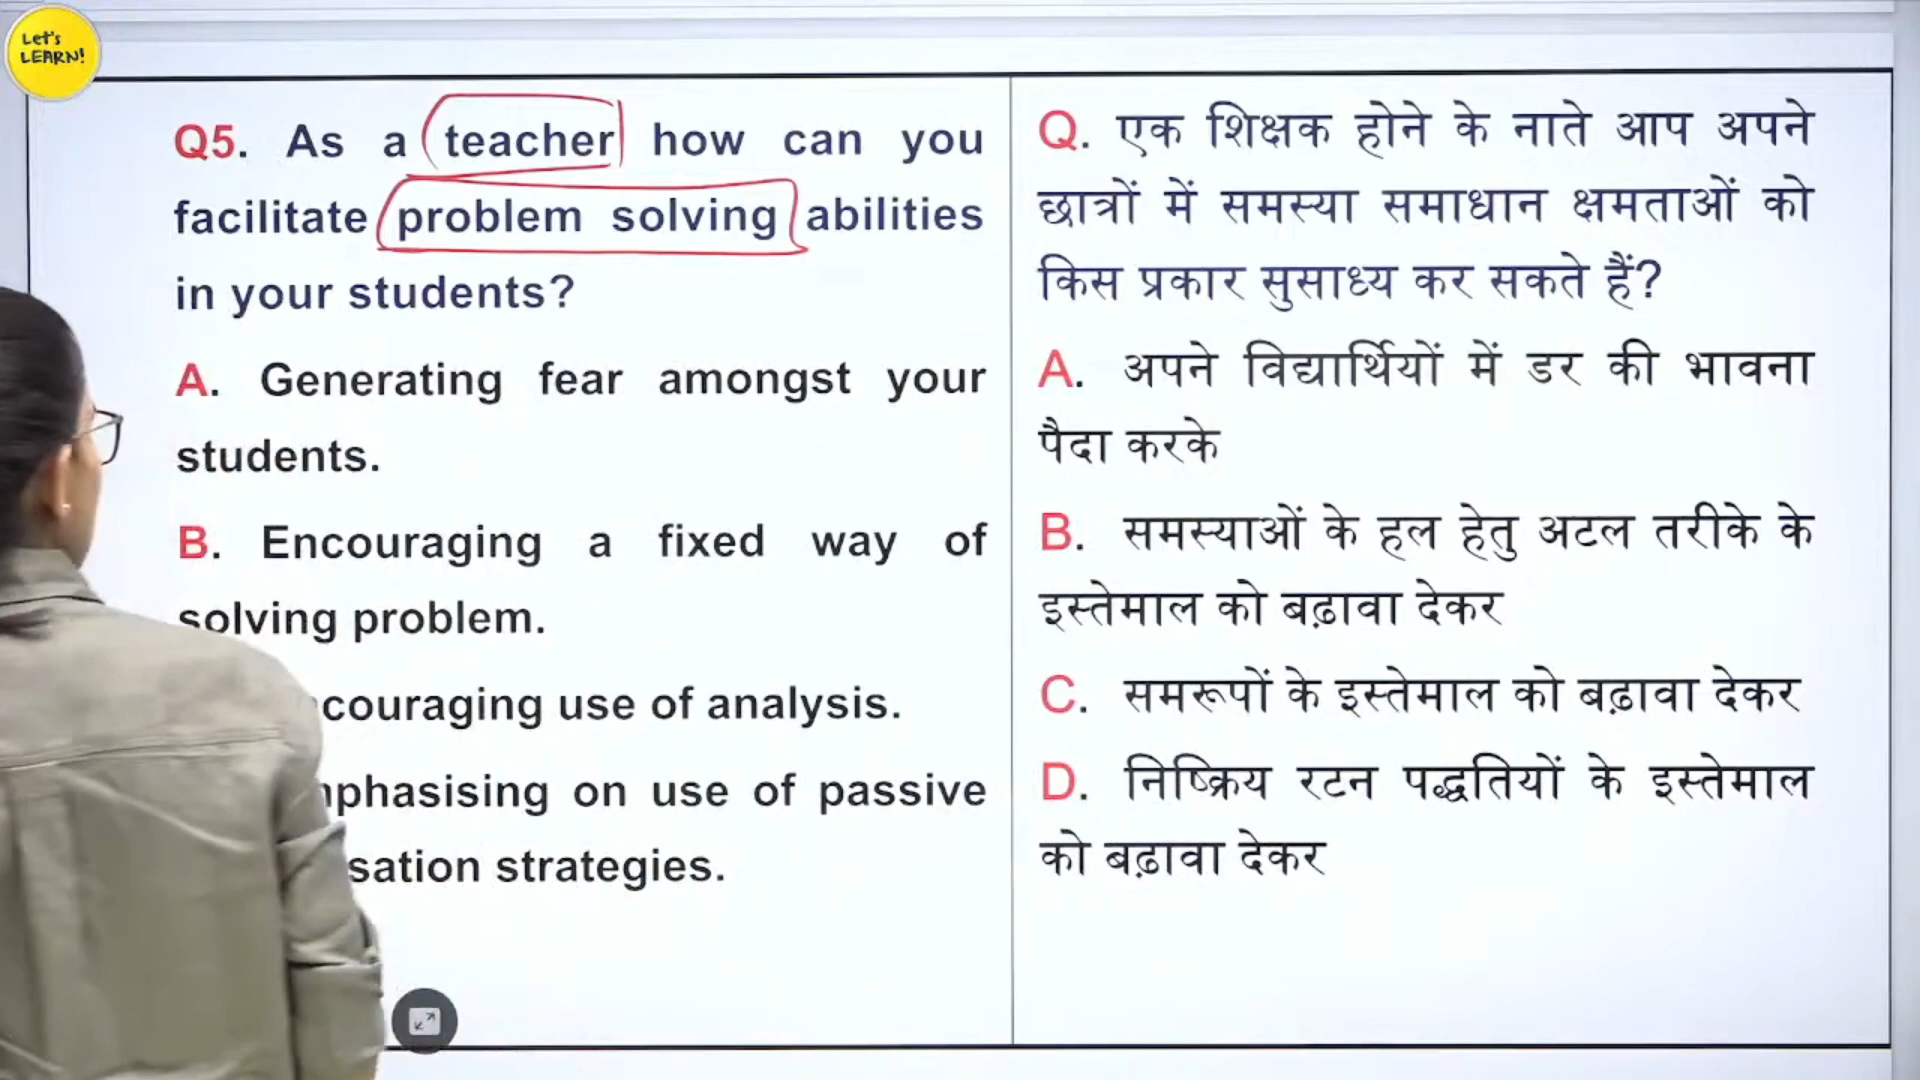 Let's
LEARN!
Q5. As a teacher how can you
facilitate problem solving abilities
in your students?
A. Generating fear amongst your
students.
B. Encouraging a fixed way of
solving problem.
couraging use of analysis.
phasising on use of passive
sation strategies.
Q. एक शिक्षक होने के नाते आप अपने
छात्रों में समस्या समाधान क्षमताओं को
किस प्रकार सुसाध्य कर सकते हैं?
A. अपने विद्यार्थियों में डर की भावना
पैदा करके
B. समस्याओं के हल हेतु अटल तरीके के
इस्तेमाल को बढ़ावा देकर
C. समरूपों के इस्तेमाल को बढ़ावा देकर
D. निष्क्रिय रटन पद्धतियों के इस्तेमाल
को बढ़ावा देकर